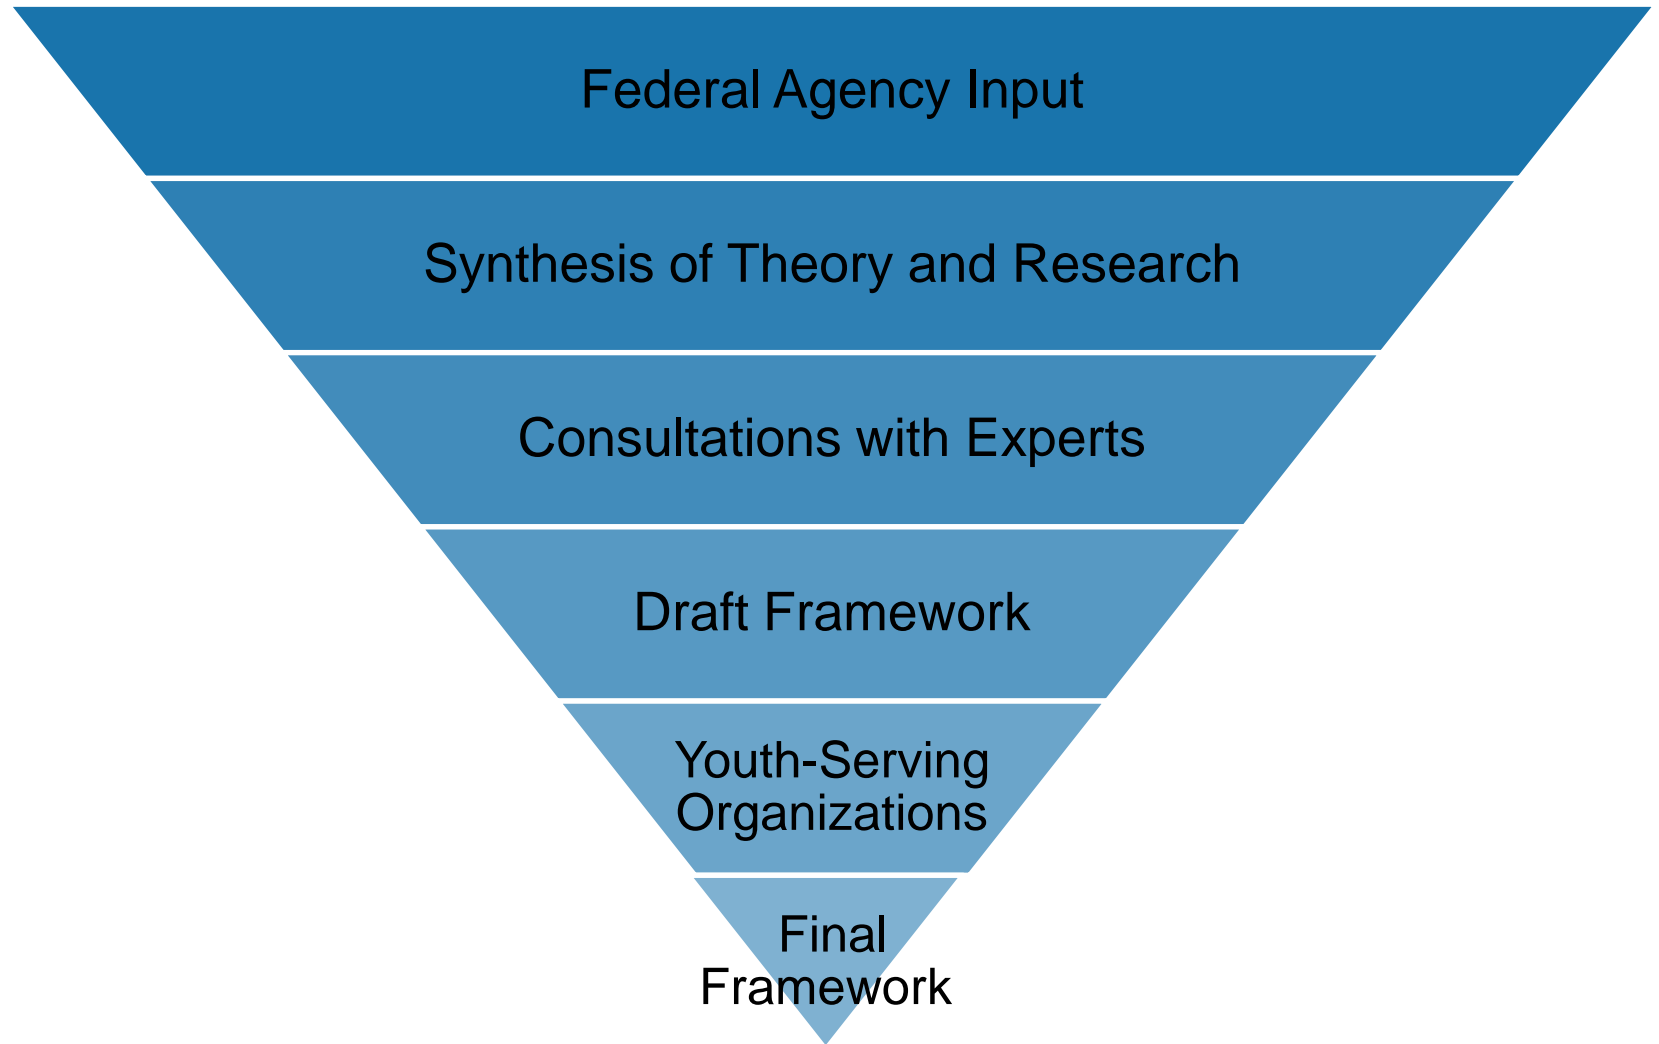 Federal Agency Input
Synthesis of Theory and Research
Consultations with Experts
Draft Framework
Youth-Serving
Organizations
Final
Framework